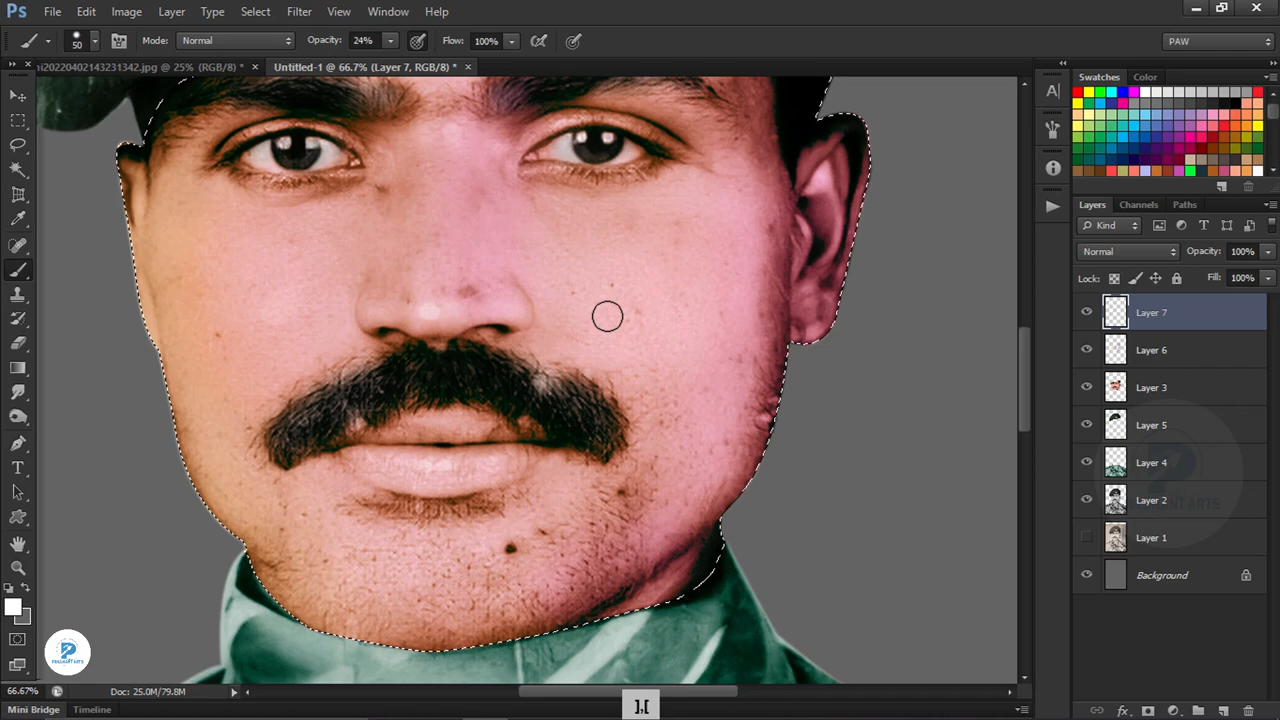 Ps File Edit Image Layer Type Select Filter View Window Help
50 Mode: Normal Opacity: 24% Flow: 100% PAW
ni20220402143231342.jpg @ 25% (RGB/8) * × Untitled-1 @ 66.7% (Layer 7, RGB/8) * ×
Swatches Color
Layers Channels Paths
Kind
Normal Opacity: 100%
Lock: Fill: 100%
Layer 7
Layer 6
Layer 3
Layer 5
Layer 4
Layer 2
Layer 1
Background
66.67% Doc: 25.0M/79.8M
],[
Mini Bridge Timeline